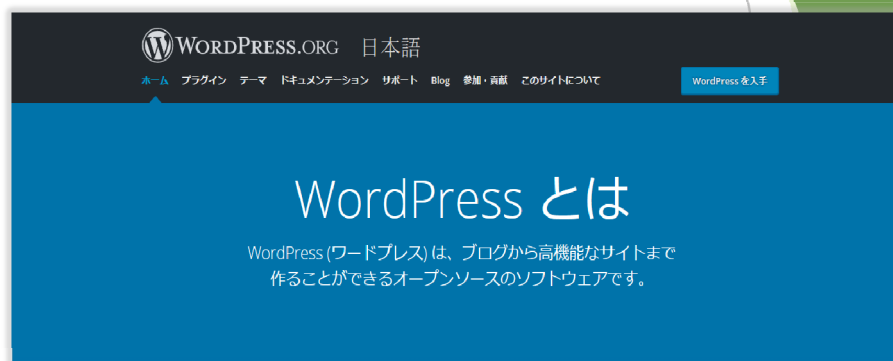 WORDPRESS.ORG 日本語
ホーム プラグイン テーマ ドキュメンテーション サポート Blog 参加・貢献 このサイトについて WordPress を入手
WordPress とは
WordPress (ワードプレス) は、ブログから高機能なサイトまで
作ることができるオープンソースのソフトウェアです。